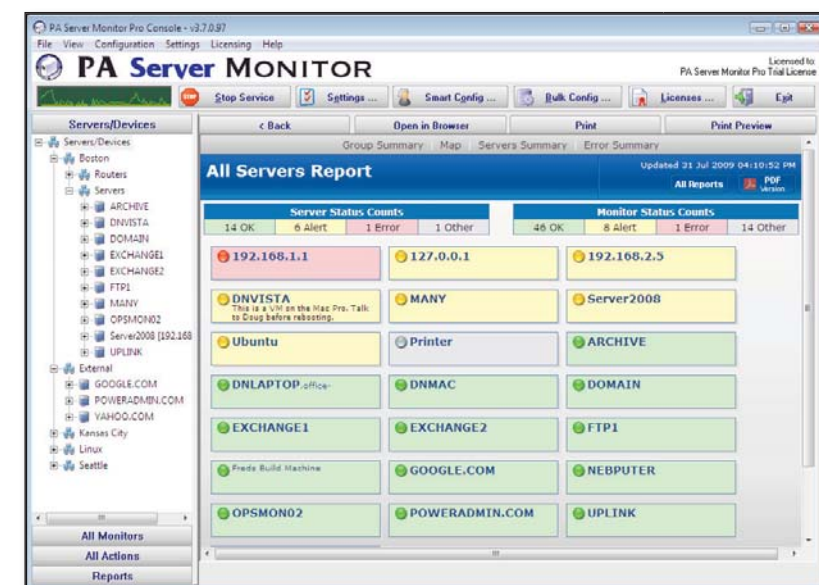 PA Server Monitor Pro Console - v3.7.0.97
File View Configuration Settings Licensing Help
PA Server MONITOR
Licensed to:
PA Server Monitor Pro Trial License
STOP Stop Service
Settings ...
Smart Config ...
Bulk Config ...
Licenses ...
Exit
Servers/Devices
Servers/Devices
Boston
Routers
Servers
ARCHIVE
DNVISTA
DOMAIN
EXCHANGE1
EXCHANGE2
FTP1
MANY
OPSMON02
Server2008 [192.168
UPLINK
External
GOOGLE.COM
POWERADMIN.COM
YAHOO.COM
Kansas City
Linux
Seattle
All Monitors
All Actions
Reports
< Back Open in Browser Print Print Preview
Group Summary Map Servers Summary Error Summary
All Servers Report
Updated 21 Jul 2009 04:10:52 PM
All Reports PDF Version
Server Status Counts
14 OK 6 Alert 1 Error 1 Other
Monitor Status Counts
46 OK 8 Alert 1 Error 14 Other
192.168.1.1 127.0.0.1 192.168.2.5
DNVISTA
This is a VM on the Mac Pro. Talk
to Doug before rebooting.
MANY
Server2008
Ubuntu Printer ARCHIVE
DNLAPTOP.office- DNMAC DOMAIN
EXCHANGE1 EXCHANGE2 FTP1
Freds Build Machine GOOGLE.COM NEBPUTER
OPSMON02 POWERADMIN.COM UPLINK